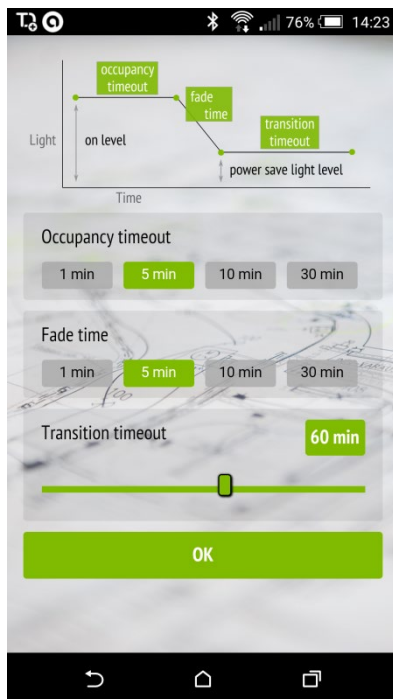 76% 14:23
occupancy
timeout
fade
time
transition
timeout
Light
on level
power save light level
Time
Occupancy timeout
1 min 5 min 10 min 30 min
Fade time
1 min 5 min 10 min 30 min
Transition timeout 60 min
OK